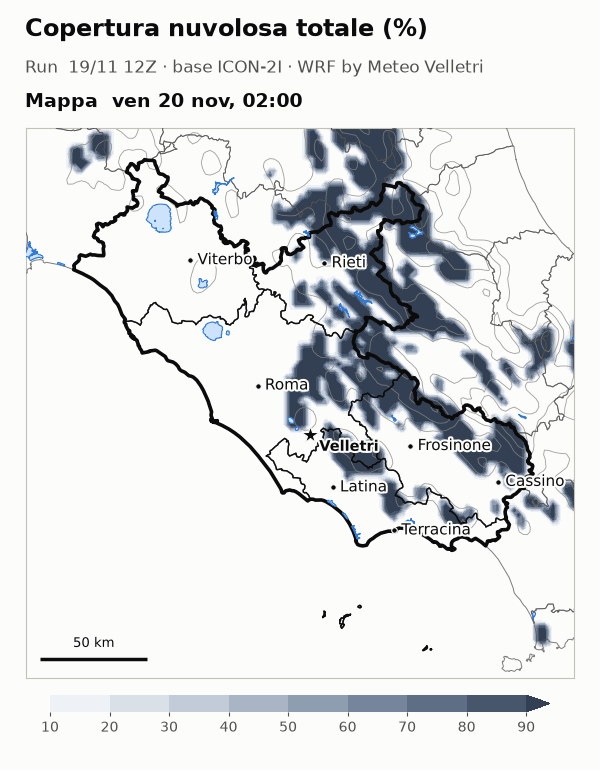 Copertura nuvolosa totale (%)
Run  19/11 12Z · base ICON-2I · WRF by Meteo Velletri
Mappa  ven 20 nov, 02:00
Viterbo
Rieti
Roma
Velletri
Frosinone
Latina
Cassino
Terracina
50 km
10 20 30 40 50 60 70 80 90